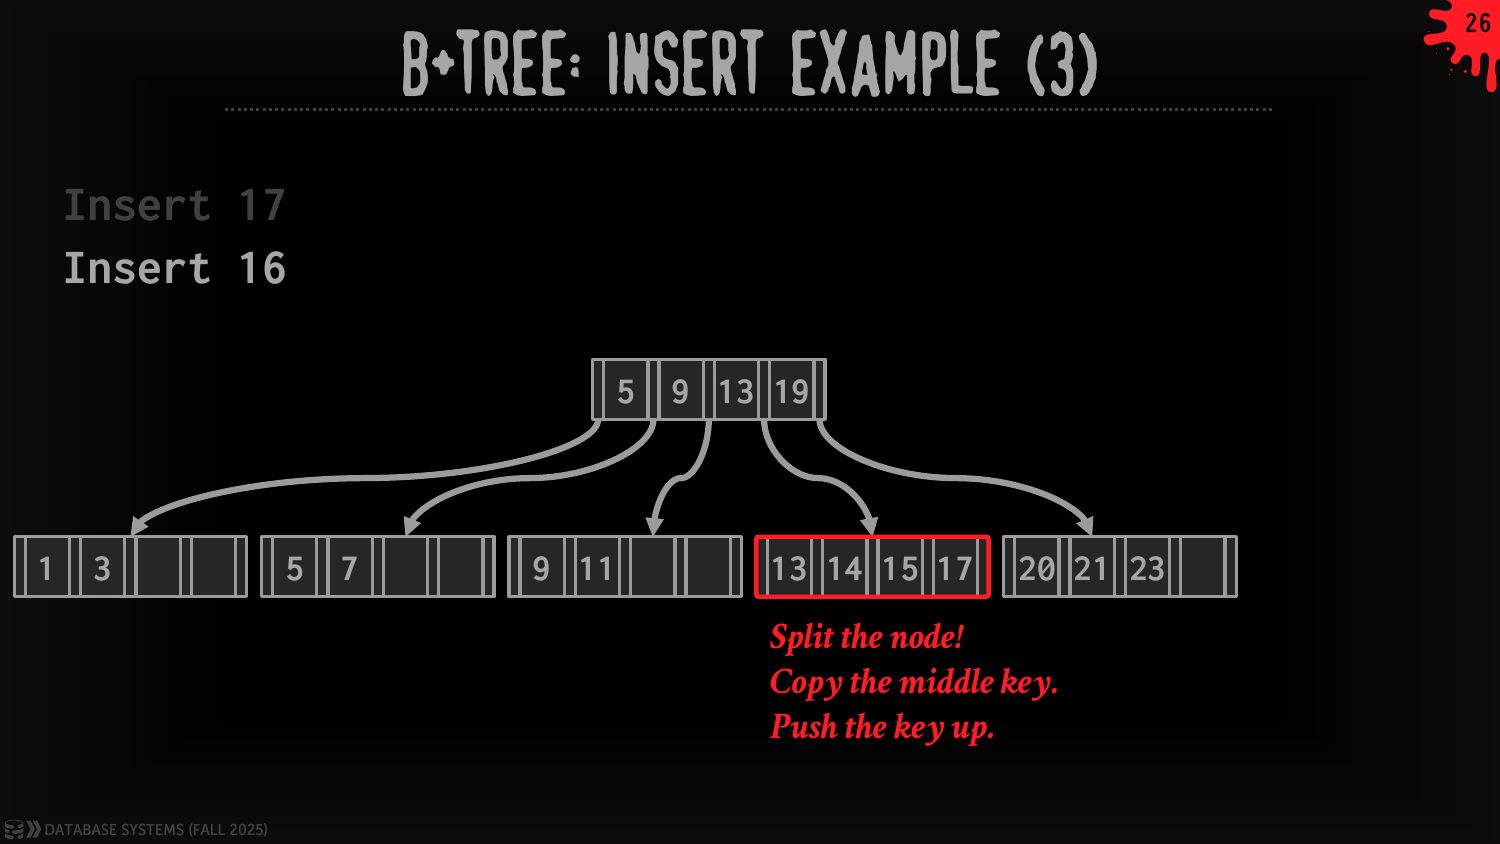 26
B+TREE: INSERT EXAMPLE (3)
Insert 17
Insert 16
5 9 13 19
1 3 5 7 9 11 13 14 15 17 20 21 23
Split the node!
Copy the middle key.
Push the key up.
DATABASE SYSTEMS (FALL 2025)